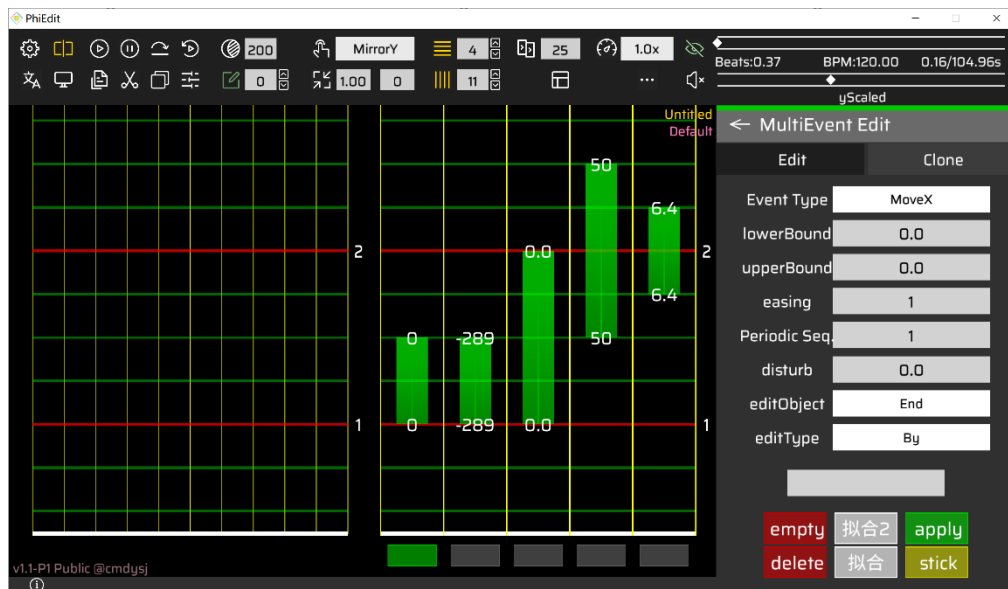 PhiEdit
200 MirrorY 4 25 1.0x
0 1.00 0 11 ...
Beats:0.37 BPM:120.00 0.16/104.96s
yScaled
Untitled
Default
MultiEvent Edit
Edit Clone
Event Type MoveX
lowerBound 0.0
upperBound 0.0
easing 1
Periodic Seq. 1
disturb 0.0
editObject End
editType By
empty 拟合2 apply
delete 拟合 stick
50
6.4
2 0.0 2
6.4
0 -289 50
1 0 -289 0.0 1
v1.1-P1 Public @cmdysj